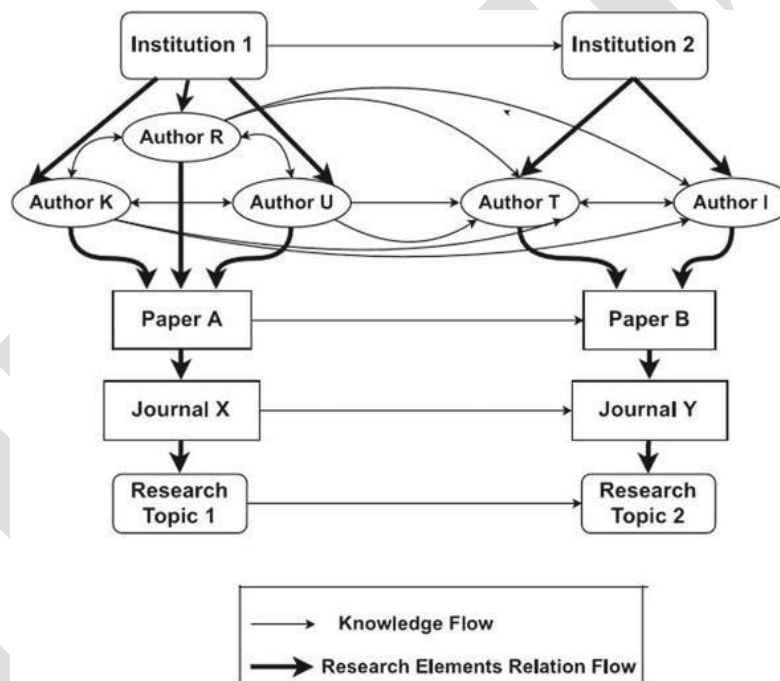 Institution 1
Institution 2
Author R
Author K
Author U
Author T
Author I
Paper A
Paper B
Journal X
Journal Y
Research
Topic 1
Research
Topic 2
Knowledge Flow
Research Elements Relation Flow